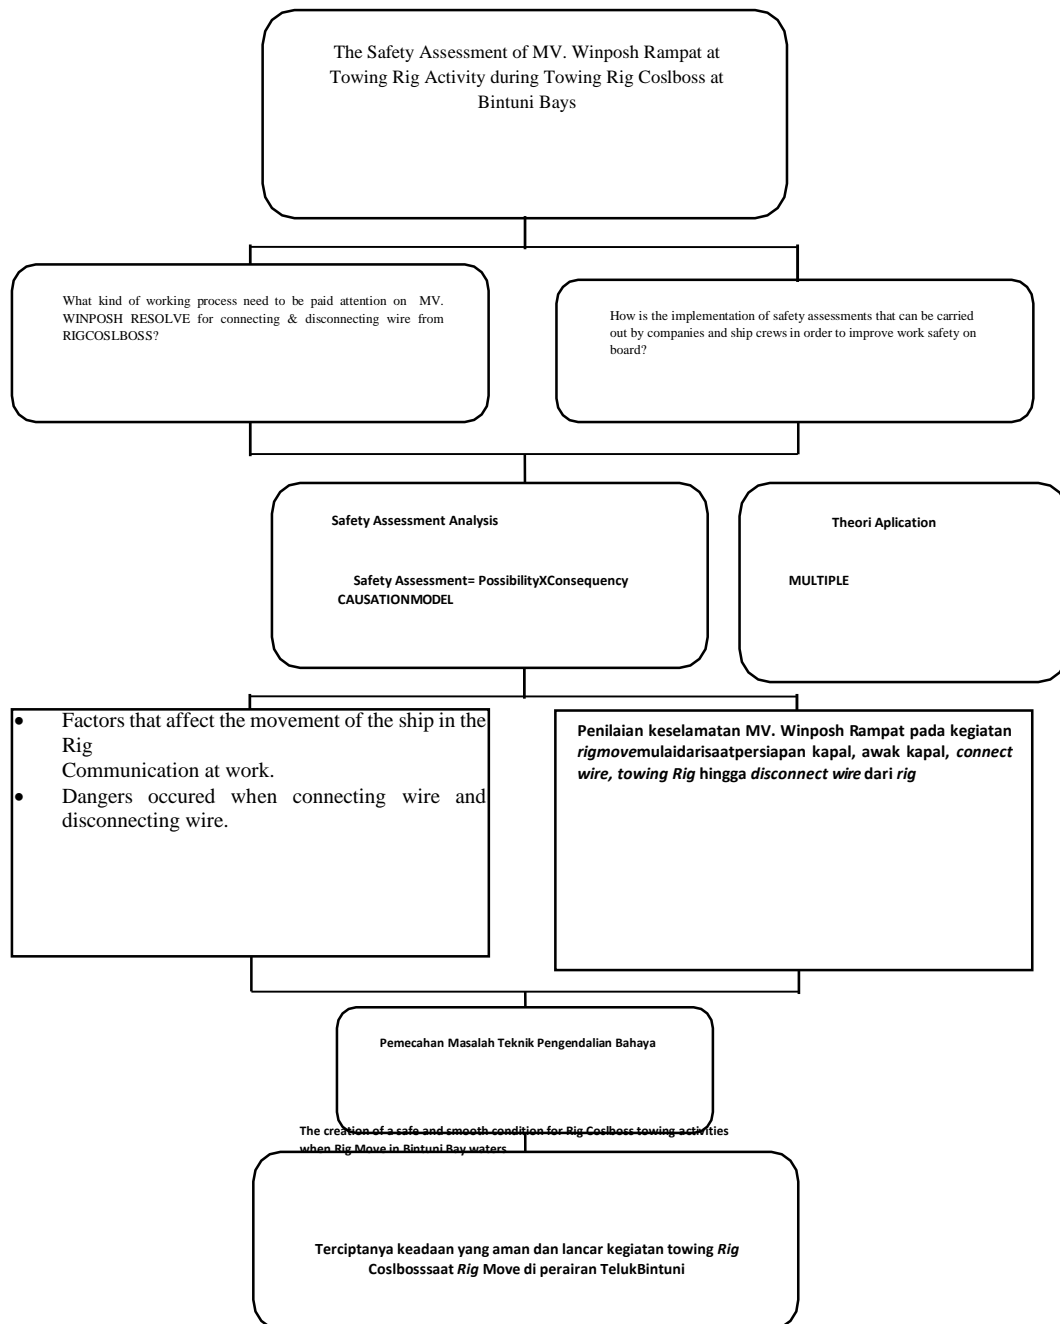 The Safety Assessment of MV. Winposh Rampat at
Towing Rig Activity during Towing Rig Coslboss at
Bintuni Bays
What kind of working process need to be paid attention on MV.
WINPOSH RESOLVE for connecting & disconnecting wire from
RIGCOSLBOSS?
How is the implementation of safety assessments that can be carried
out by companies and ship crews in order to improve work safety on
board?
Safety Assessment Analysis
Safety Assessment= PossibilityXConsequency
CAUSATIONMODEL
Theori Aplication
MULTIPLE
• Factors that affect the movement of the ship in the
Rig
Communication at work.
• Dangers occured when connecting wire and
disconnecting wire.
Penilaian keselamatan MV. Winposh Rampat pada kegiatan
rigmovemulaidarisaatpersiapan kapal, awak kapal, connect
wire, towing Rig hingga disconnect wire dari rig
Pemecahan Masalah Teknik Pengendalian Bahaya
The creation of a safe and smooth condition for Rig Coslboss towing activities
when Rig Move in Bintuni Bay waters
Terciptanya keadaan yang aman dan lancar kegiatan towing Rig
Coslbosssaat Rig Move di perairan TelukBintuni